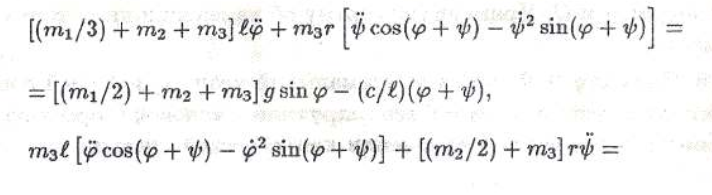 [(m₁/3) + m₂ + m₃] ℓφ̈ + m₃r [ψ̈ cos(φ + ψ) − ψ̇² sin(φ + ψ)] =
= [(m₁/2) + m₂ + m₃] g sin φ − (c/ℓ)(φ + ψ),
m₃ℓ [φ̈ cos(φ + ψ) − φ̇² sin(φ + ψ)] + [(m₂/2) + m₃] rψ̈ =